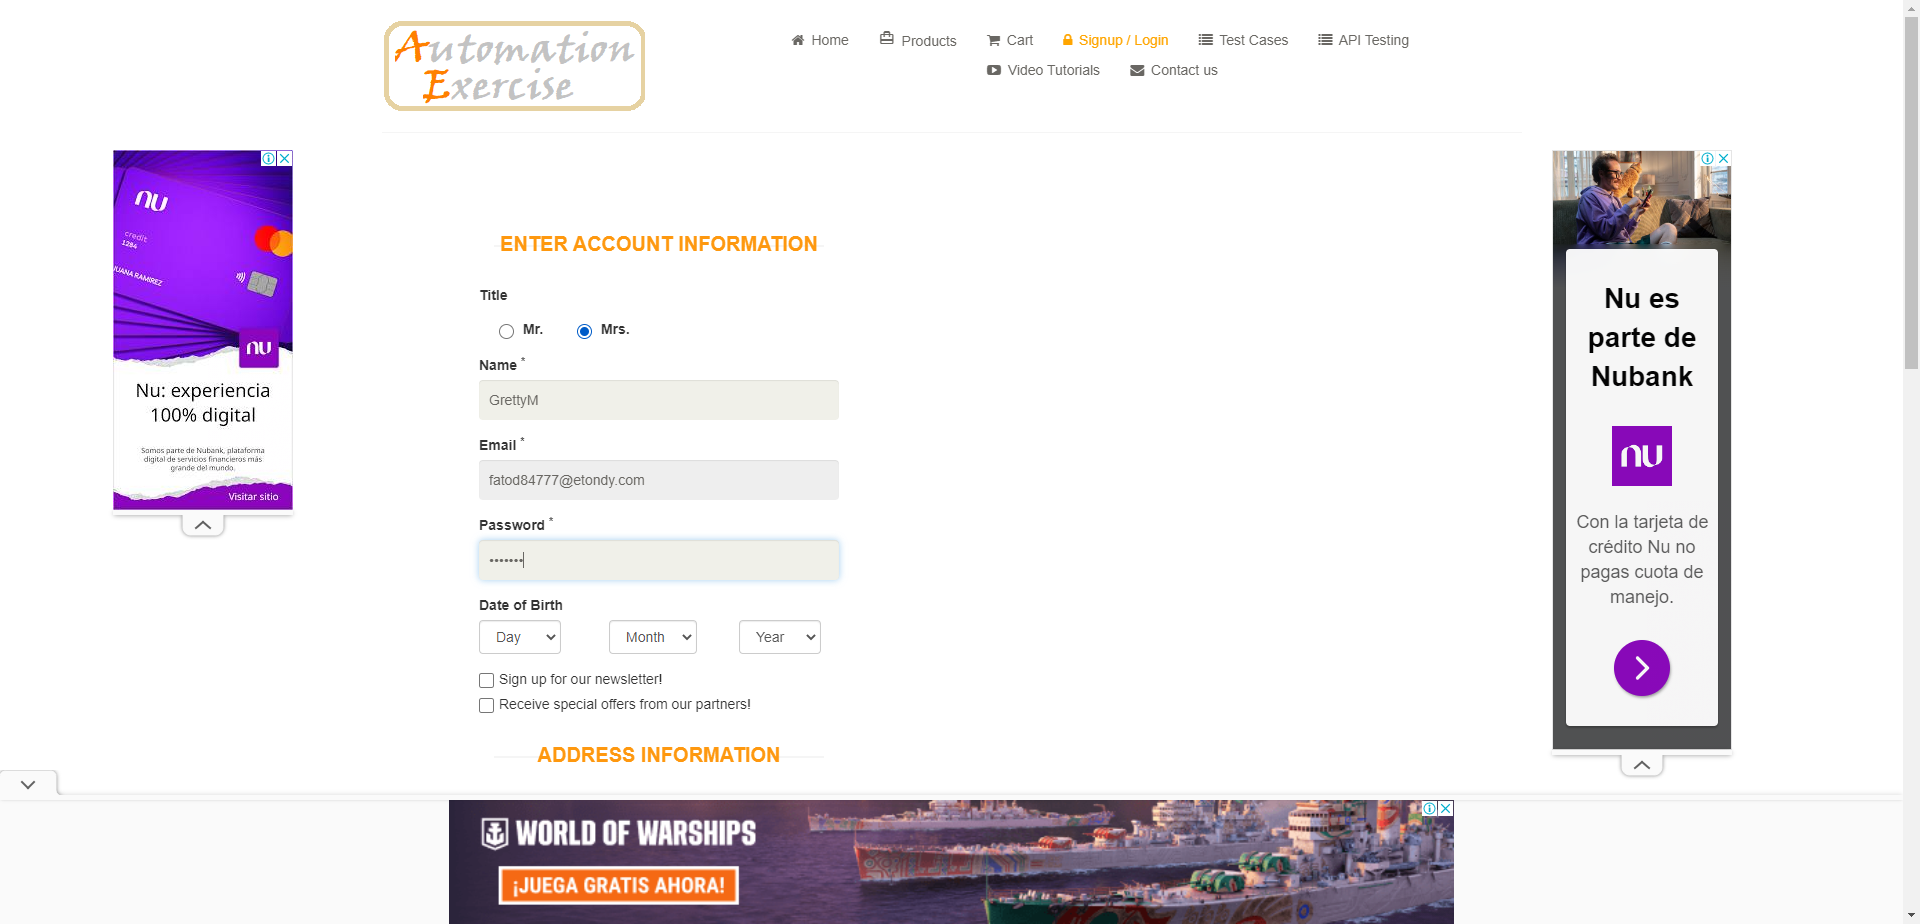 Automation
Exercise
Home
Products
Cart
Signup / Login
Test Cases
API Testing
Video Tutorials
Contact us
nu
credit
1284
JUANA RAMIREZ
nu
Nu: experiencia
100% digital
Somos parte de Nubank, plataforma
digital de servicios financieros más
grande del mundo.
Visitar sitio
ENTER ACCOUNT INFORMATION
Title
Mr.
Mrs.
Name *
GrettyM
Email *
fatod84777@etondy.com
Password *
•••••••
Date of Birth
Day
Month
Year
Sign up for our newsletter!
Receive special offers from our partners!
ADDRESS INFORMATION
Nu es
parte de
Nubank
nu
Con la tarjeta de
crédito Nu no
pagas cuota de
manejo.
WORLD OF WARSHIPS
¡JUEGA GRATIS AHORA!